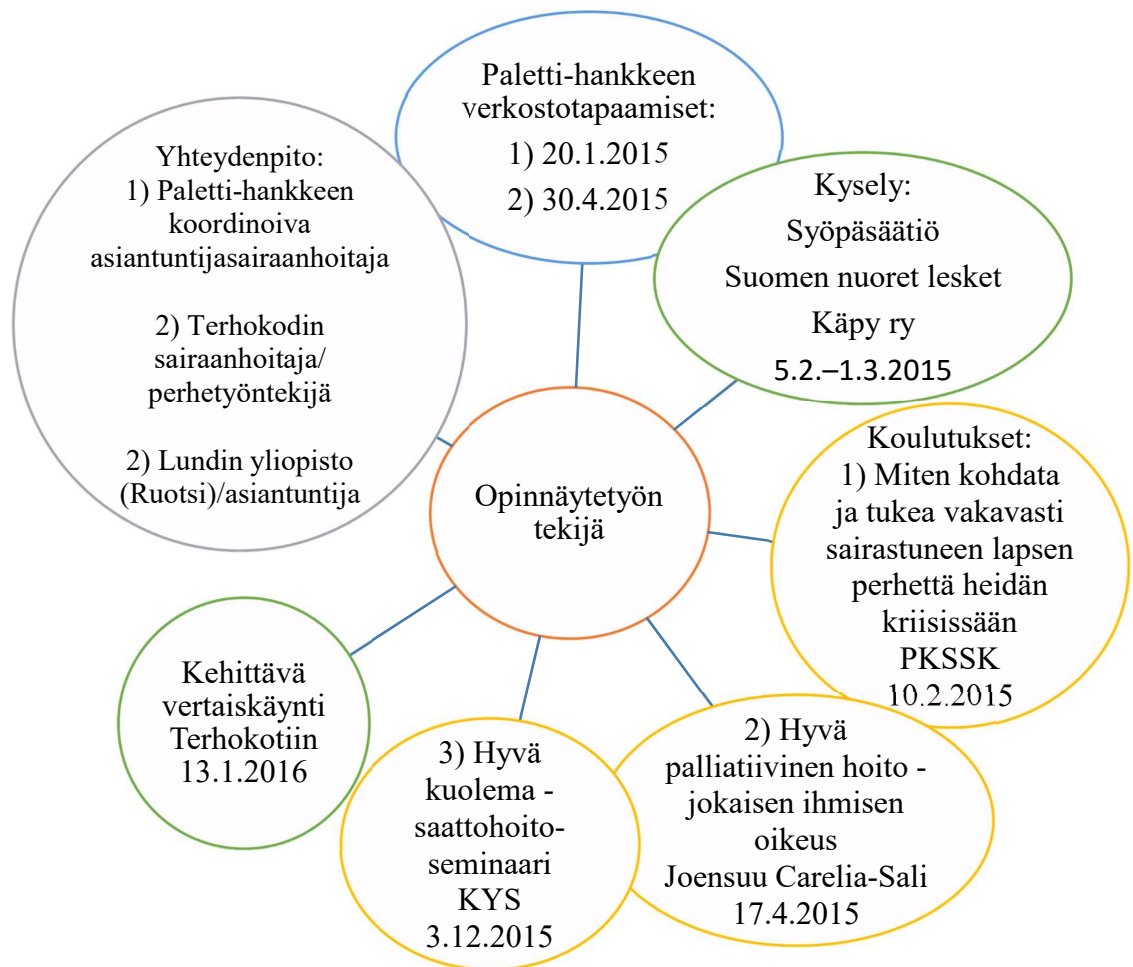 Paletti-hankkeen
verkostotapaamiset:
1) 20.1.2015
2) 30.4.2015
Yhteydenpito:
1) Paletti-hankkeen
koordinoiva
asiantuntijasairaanhoitaja
2) Terhokodin
sairaanhoitaja/
perhetyöntekijä
2) Lundin yliopisto
(Ruotsi)/asiantuntija
Kysely:
Syöpäsäätiö
Suomen nuoret lesket
Käpy ry
5.2.–1.3.2015
Opinnäytetyön
tekijä
Koulutukset:
1) Miten kohdata
ja tukea vakavasti
sairastuneen lapsen
perhettä heidän
kriisissään
PKSSK
10.2.2015
2) Hyvä
palliatiivinen hoito -
jokaisen ihmisen
oikeus
Joensuu Carelia-Sali
17.4.2015
3) Hyvä
kuolema -
saattohoito-
seminaari
KYS
3.12.2015
Kehittävä
vertaiskäynti
Terhokotiin
13.1.2016